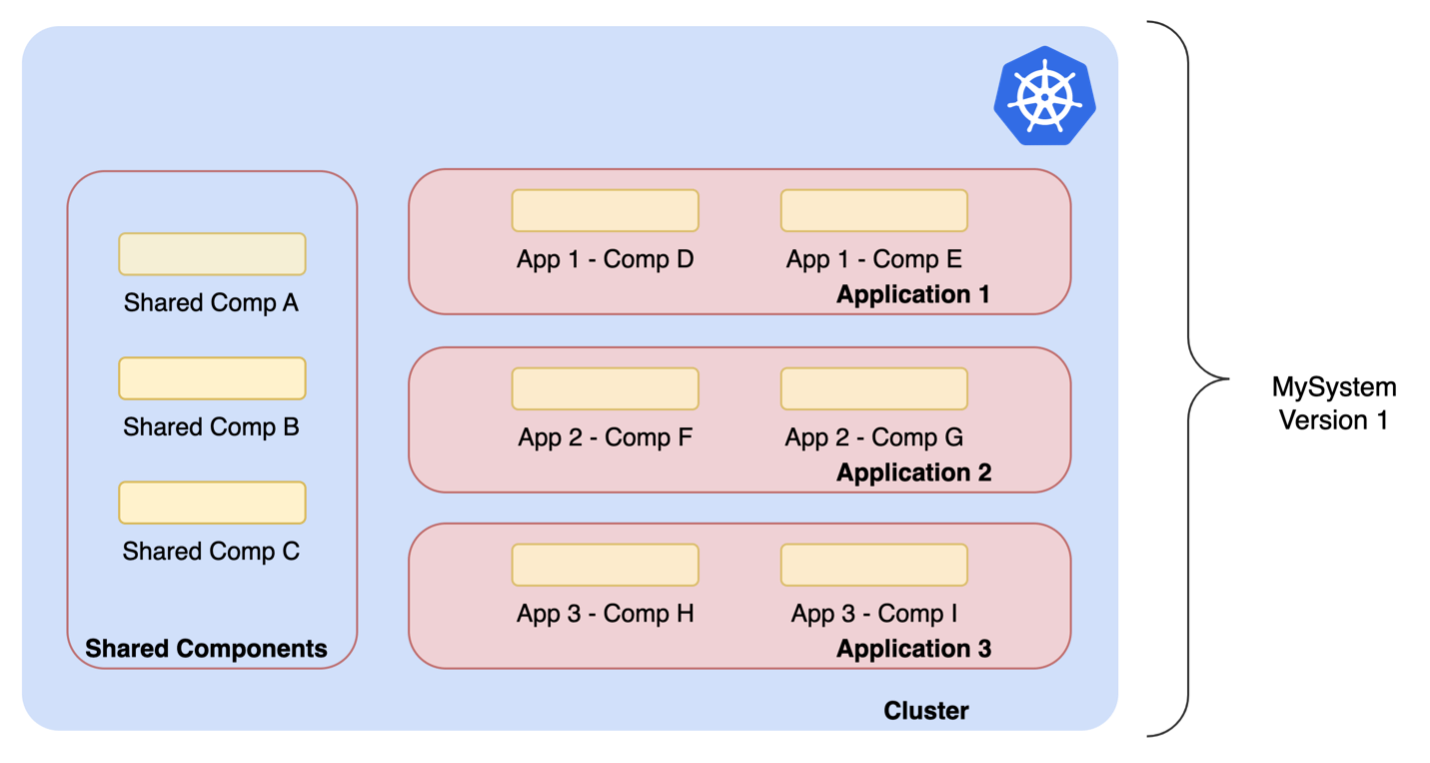 Shared Comp A
Shared Comp B
Shared Comp C
Shared Components
App 1 - Comp D
App 1 - Comp E
Application 1
App 2 - Comp F
App 2 - Comp G
Application 2
App 3 - Comp H
App 3 - Comp I
Application 3
Cluster
MySystem
Version 1